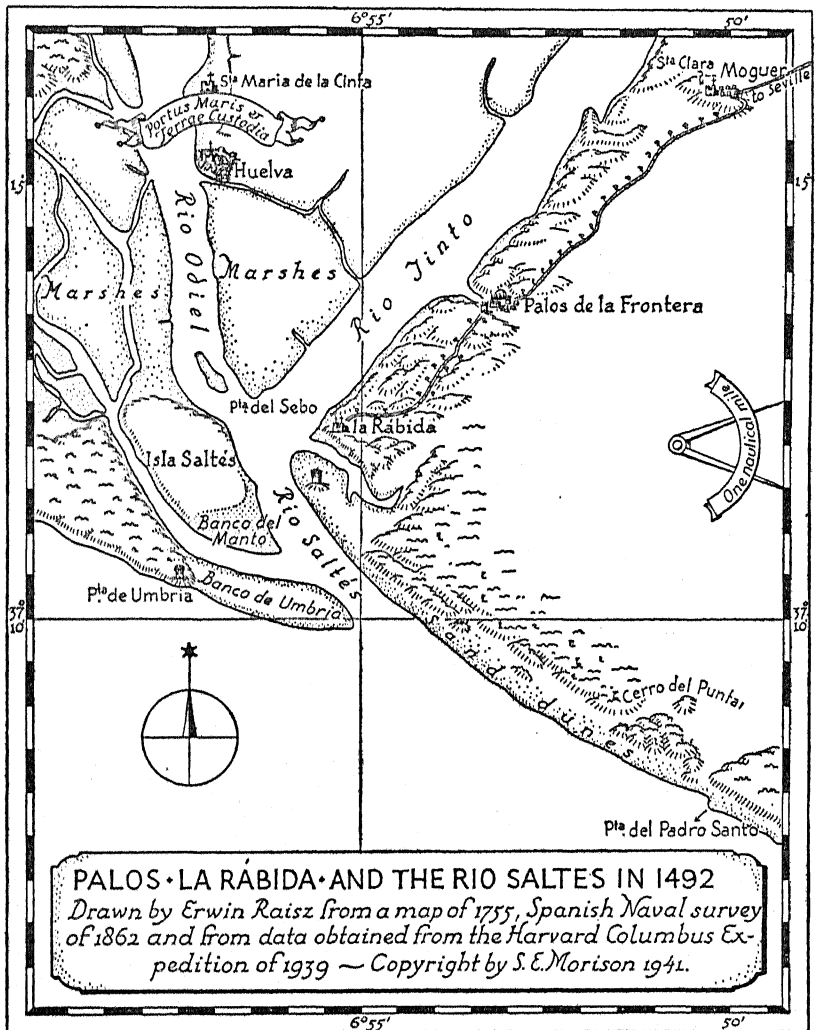 6°55'
50'
Sta Clara
Moguer
to Seville
Sta Maria de la Cinta
Portus Maris et
Terrae Custodia
Huelva
15'
15'
Rio Odiel
Marshes
Marshes
Rio Tinto
Palos de la Frontera
Pta. del Sebo
la Rábida
One nautical mile
Isla Saltés
Banco del
Manto
Rio Saltés
Pta. de Umbria
Banco de Umbria
37°
10'
37°
10'
Sand dunes
Cerro del Puntal
Pta. del Padro Santo
PALOS · LA RÁBIDA · AND THE RIO SALTES IN 1492
Drawn by Erwin Raisz from a map of 1755, Spanish Naval survey
of 1862 and from data obtained from the Harvard Columbus Ex-
pedition of 1939 ~ Copyright by S.E. Morison 1941.
6°55'
50'